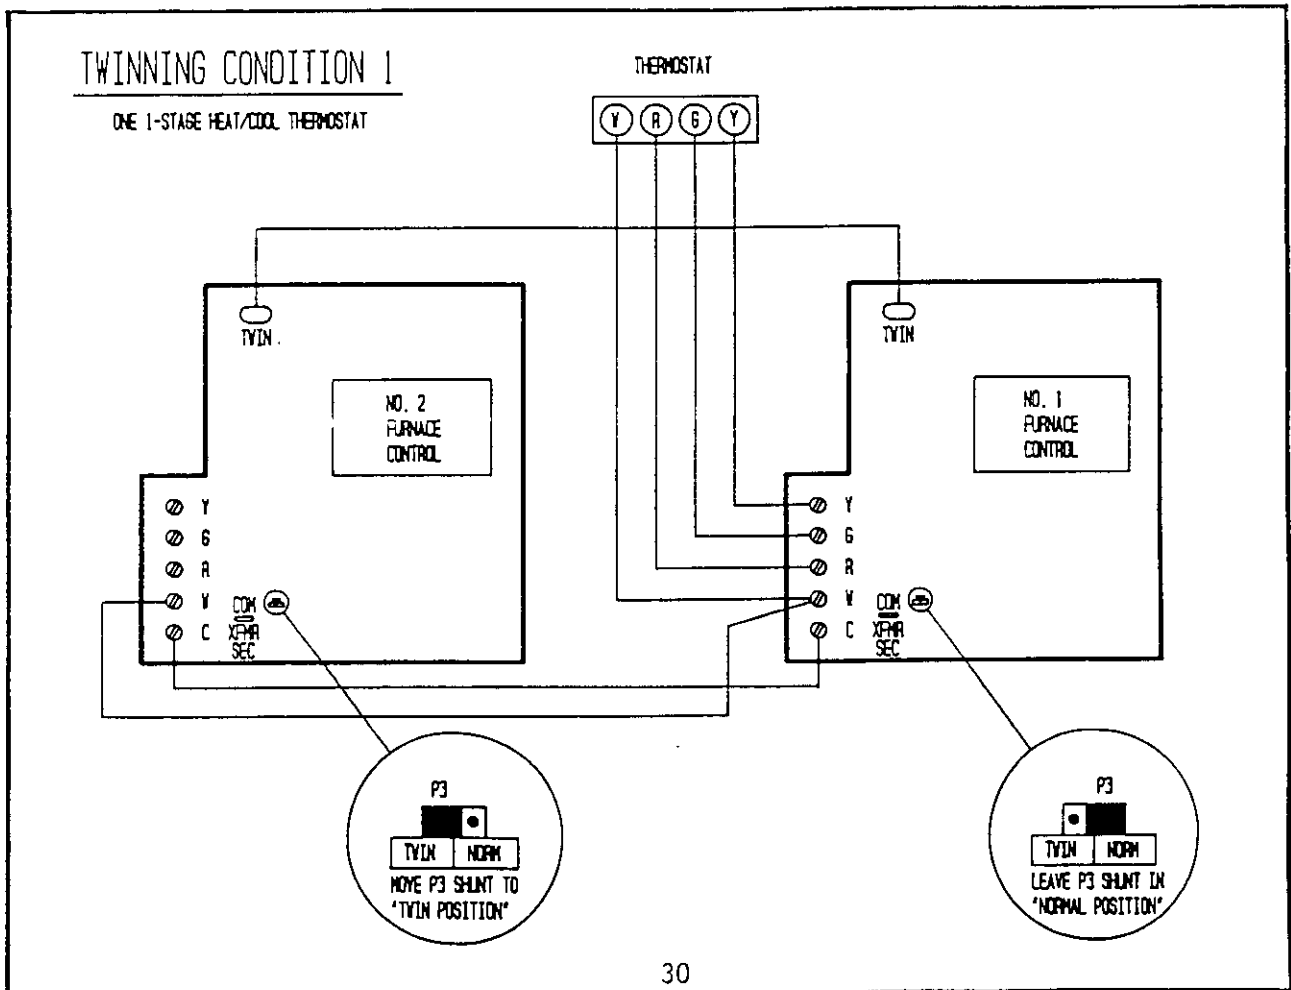 TWINNING CONDITION 1
ONE 1-STAGE HEAT/COOL THERMOSTAT
THERMOSTAT
W R G Y
TWIN
TWIN
NO. 2
FURNACE
CONTROL
NO. 1
FURNACE
CONTROL
Y
G
R
W
C
COM
XFMR
SEC
Y
G
R
W
C
COM
XFMR
SEC
P3
TWIN NORM
MOVE P3 SHUNT TO
"TWIN POSITION"
P3
TWIN NORM
LEAVE P3 SHUNT IN
"NORMAL POSITION"
30